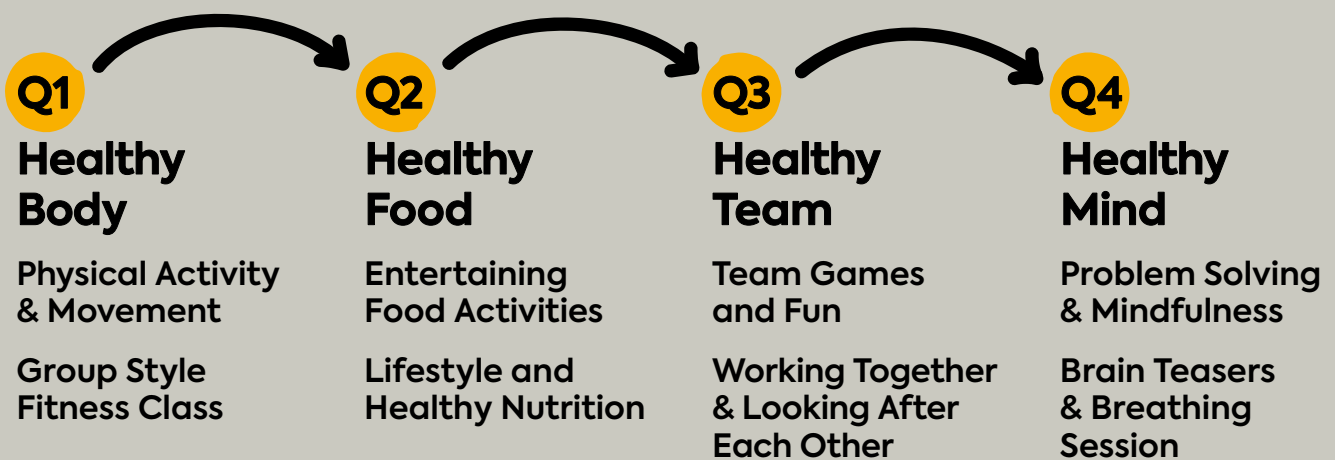 Q1
Healthy
Body
Physical Activity
& Movement
Group Style
Fitness Class
Q2
Healthy
Food
Entertaining
Food Activities
Lifestyle and
Healthy Nutrition
Q3
Healthy
Team
Team Games
and Fun
Working Together
& Looking After
Each Other
Q4
Healthy
Mind
Problem Solving
& Mindfulness
Brain Teasers
& Breathing
Session